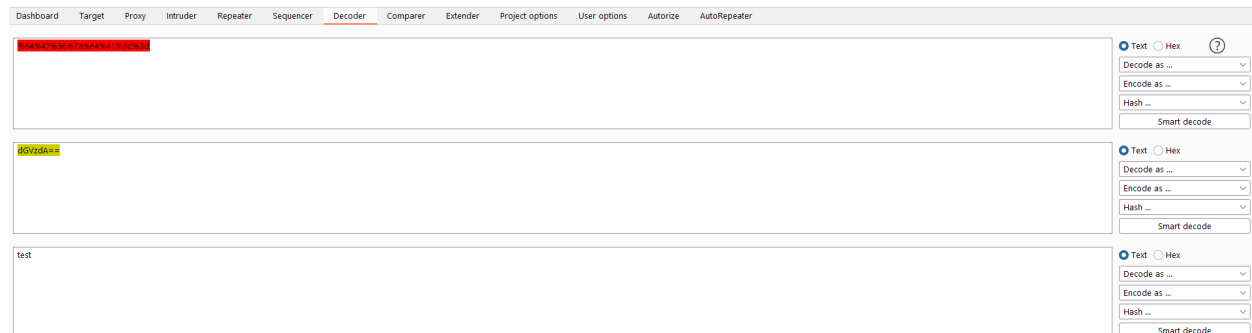 Dashboard Target Proxy Intruder Repeater Sequencer Decoder Comparer Extender Project options User options Autorize AutoRepeater
%64%47%56%7a%64%41%3d%3d
Text Hex ?
Decode as ...
Encode as ...
Hash ...
Smart decode
dGVzdA==
Text Hex
Decode as ...
Encode as ...
Hash ...
Smart decode
test
Text Hex
Decode as ...
Encode as ...
Hash ...
Smart decode